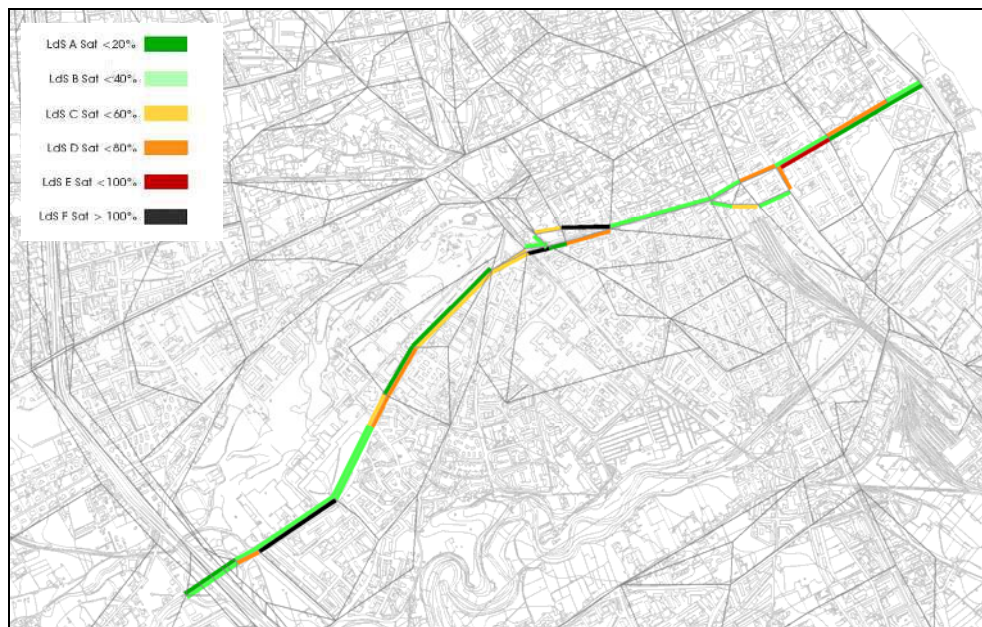 LdS A Sat <20%
LdS B Sat <40%
LdS C Sat <60%
LdS D Sat <80%
LdS E Sat <100%
LdS F Sat > 100%